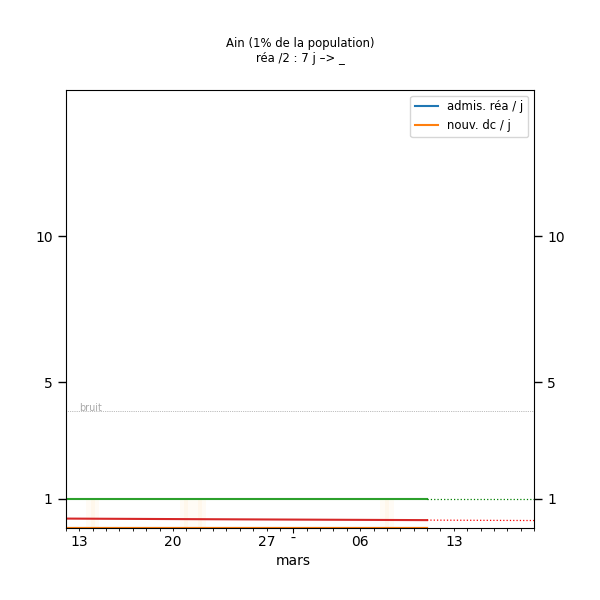 Ain (1% de la population)
réa /2 : 7 j –> _
admis. réa / j
nouv. dc / j
10 10
5 5
bruit
1 1
13 20 27 - 06 13
mars